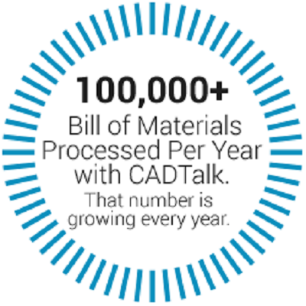 100,000+
Bill of Materials
Processed Per Year
with CADTalk.
That number is
growing every year.